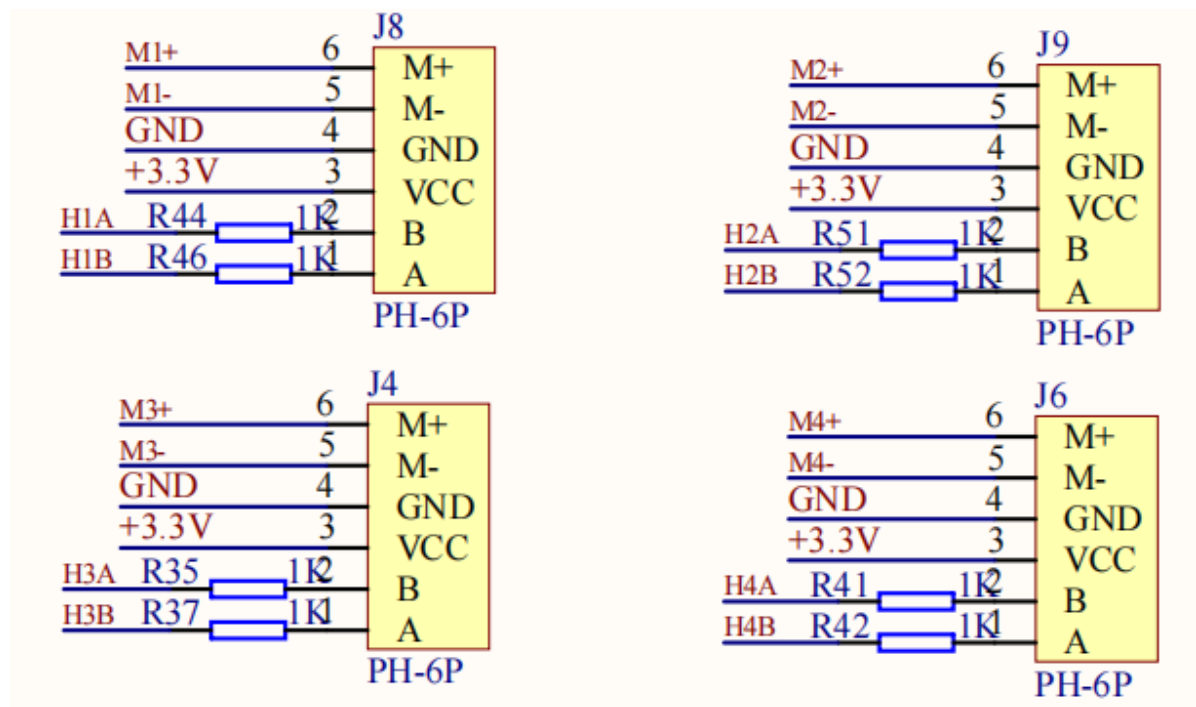 J8
M1+ 6 M+
M1- 5 M-
GND 4 GND
+3.3V 3 VCC
H1A R44 1K 2 B
H1B R46 1K 1 A
PH-6P
J9
M2+ 6 M+
M2- 5 M-
GND 4 GND
+3.3V 3 VCC
H2A R51 1K 2 B
H2B R52 1K 1 A
PH-6P
J4
M3+ 6 M+
M3- 5 M-
GND 4 GND
+3.3V 3 VCC
H3A R35 1K 2 B
H3B R37 1K 1 A
PH-6P
J6
M4+ 6 M+
M4- 5 M-
GND 4 GND
+3.3V 3 VCC
H4A R41 1K 2 B
H4B R42 1K 1 A
PH-6P